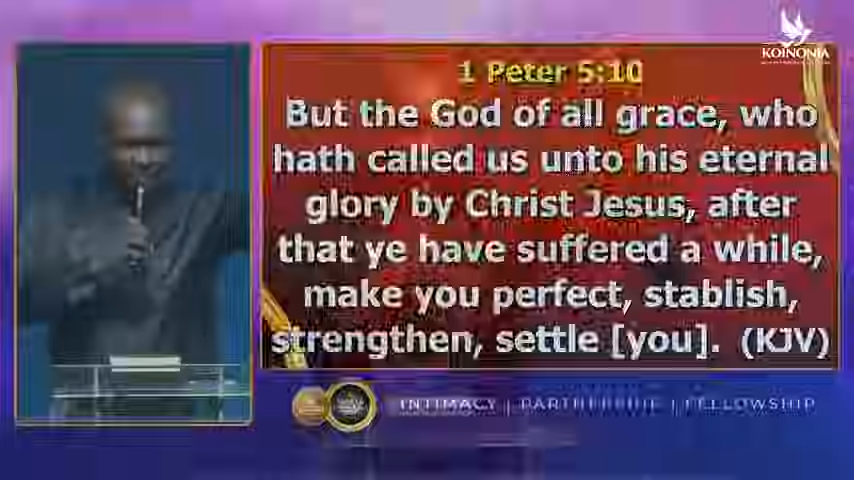 KOINONIA
1 Peter 5:10
But the God of all grace, who
hath called us unto his eternal
glory by Christ Jesus, after
that ye have suffered a while,
make you perfect, stablish,
strengthen, settle [you]. (KJV)
INTIMACY | PARTNERSHIP | FELLOWSHIP